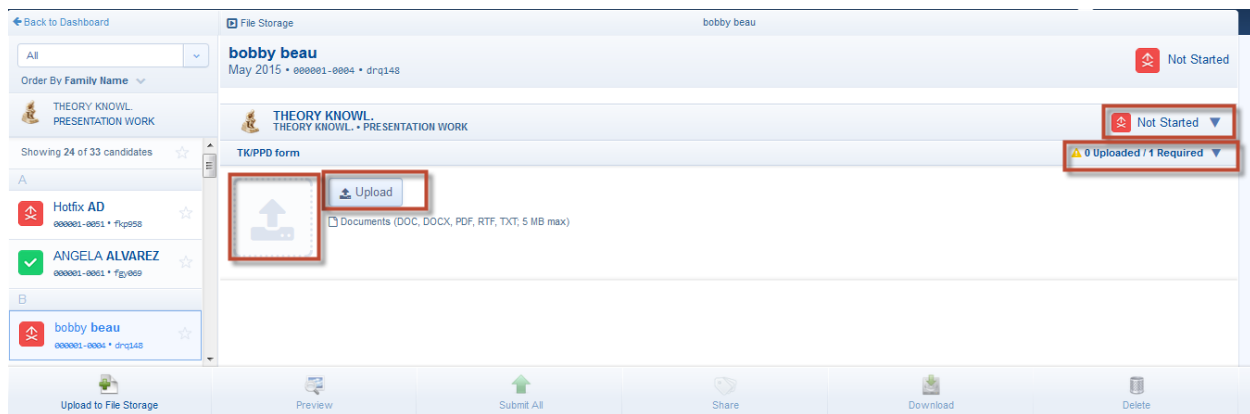 Back to Dashboard
File Storage
bobby beau
All
Order By Family Name
THEORY KNOWL.
PRESENTATION WORK
Showing 24 of 33 candidates
A
Hotfix AD
000001-0051 • fkp958
ANGELA ALVAREZ
000001-0061 • fgy069
B
bobby beau
000001-0004 • drq148
bobby beau
May 2015 • 000001-0004 • drq148
Not Started
THEORY KNOWL.
THEORY KNOWL. • PRESENTATION WORK
Not Started
TK/PPD form
0 Uploaded / 1 Required
Upload
Documents (DOC, DOCX, PDF, RTF, TXT; 5 MB max)
Upload to File Storage
Preview
Submit All
Share
Download
Delete